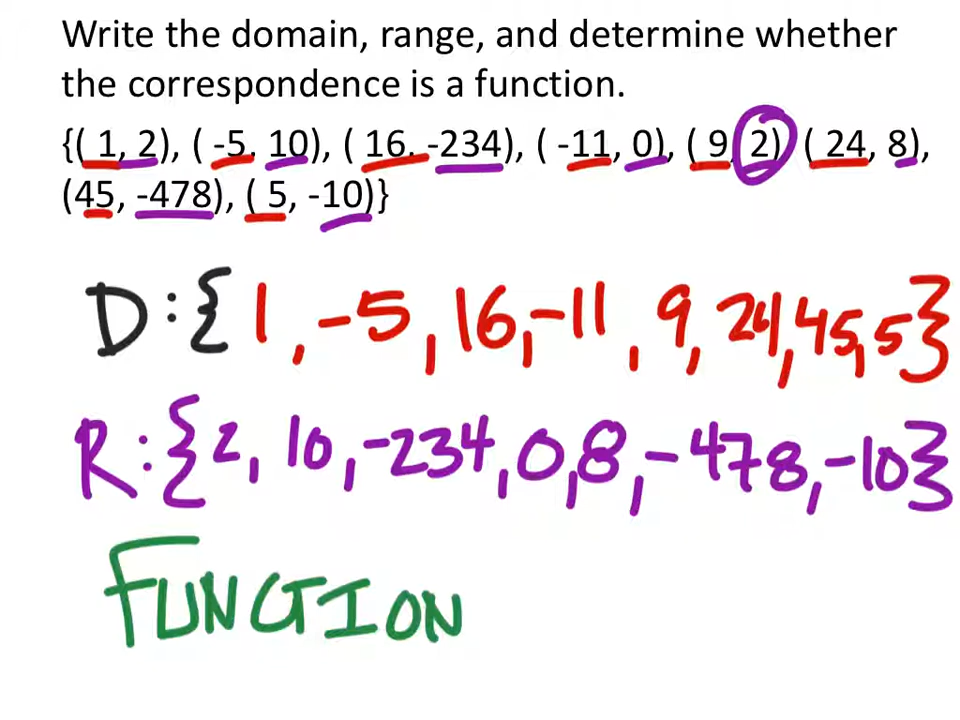 Write the domain, range, and determine whether
the correspondence is a function.
{( 1, 2), ( -5, 10), ( 16, -234), ( -11, 0), ( 9, 2) ( 24, 8),
(45, -478), ( 5, -10)}
D:{1, -5, 16, -11, 9, 24, 45, 5}
R:{2, 10, -234, 0, 8, -478, -10}
FUNCTION